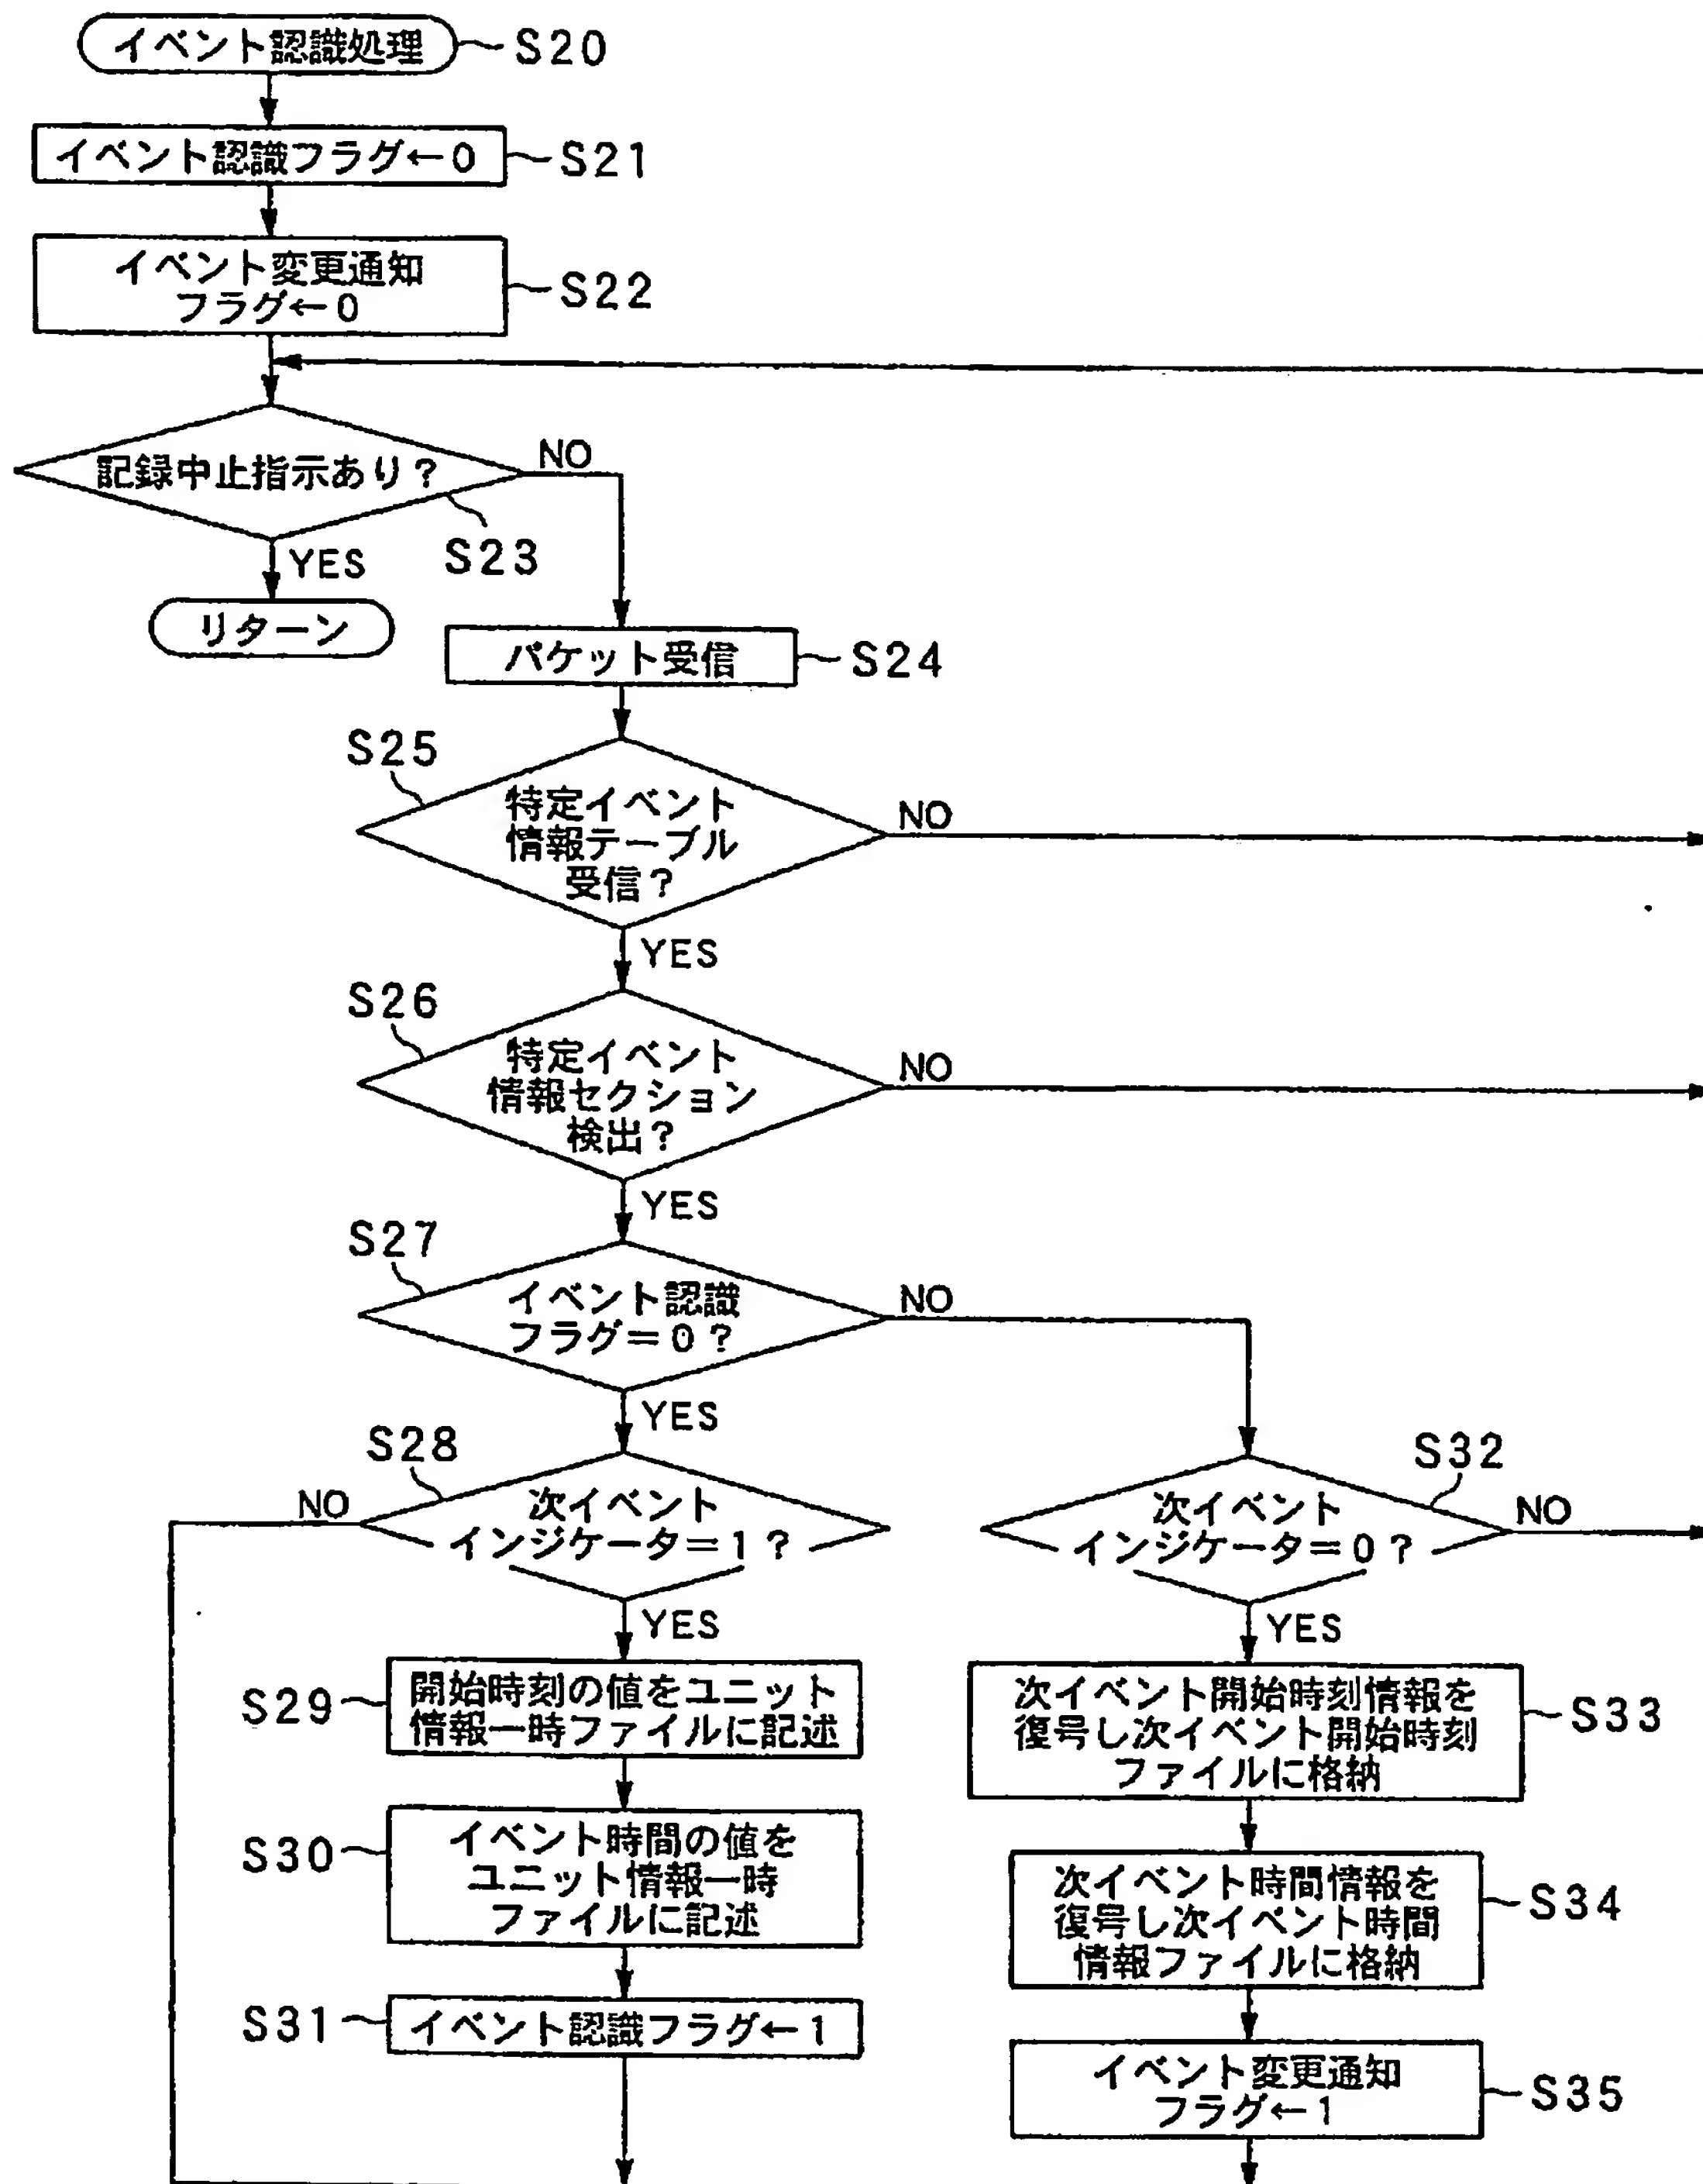 イベント認識処理
S20
イベント認識フラグ←0
S21
イベント変更通知
フラグ←0
S22
記録中止指示あり？
NO
S23
YES
リターン
パケット受信
S24
S25
特定イベント
情報テーブル
受信？
NO
YES
S26
特定イベント
情報セクション
検出？
NO
YES
S27
イベント認識
フラグ＝0？
NO
YES
S28
NO
次イベント
インジケータ＝1？
YES
S32
次イベント
インジケータ＝0？
NO
YES
S29
開始時刻の値をユニット
情報一時ファイルに記述
S30
イベント時間の値を
ユニット情報一時
ファイルに記述
S31
イベント認識フラグ←1
次イベント開始時刻情報を
復号し次イベント開始時刻
ファイルに格納
S33
次イベント時間情報を
復号し次イベント時間
情報ファイルに格納
S34
イベント変更通知
フラグ←1
S35